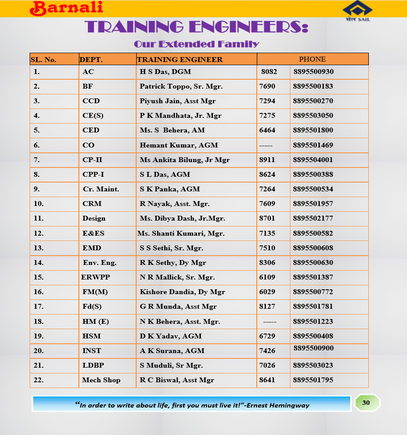 Barnali
सेल SAIL
TRAINING ENGINEERS:
Our Extended Family
SL. No. DEPT. TRAINING ENGINEER PHONE
1. AC H S Das, DGM 8082 8895500930
2. BF Patrick Toppo, Sr. Mgr. 7690 8895500183
3. CCD Piyush Jain, Asst Mgr 7294 8895500270
4. CE(S) P K Mandhata, Jr. Mgr 7275 8895503050
5. CED Ms. S Behera, AM 6464 8895501800
6. CO Hemant Kumar, AGM ----- 8895501469
7. CP-II Ms Ankita Bilung, Jr Mgr 8911 8895504001
8. CPP-I S L Das, AGM 8624 8895500388
9. Cr. Maint. S K Panka, AGM 7264 8895500534
10. CRM R Nayak, Asst. Mgr. 7609 8895501957
11. Design Ms. Dibya Dash, Jr.Mgr. 8701 8895502177
12. E&ES Ms. Shanti Kumari, Mgr. 7135 8895500582
13. EMD S S Sethi, Sr. Mgr. 7510 8895500608
14. Env. Eng. R K Sethy, Dy Mgr 8306 8895500630
15. ERWPP N R Mallick, Sr. Mgr. 6109 8895501387
16. FM(M) Kishore Dandia, Dy Mgr 6029 8895500772
17. Fd(S) G R Munda, Asst Mgr 8127 8895501781
18. HM (E) N K Behera, Asst. Mgr. ----- 8895501223
19. HSM D K Yadav, AGM 6729 8895500408
20. INST A K Surana, AGM 7426 8895500900
21. LDBP S Muduli, Sr Mgr. 7026 8895503023
22. Mech Shop R C Biswal, Asst Mgr 8641 8895501795
"In order to write about life, first you must live it!"-Ernest Hemingway
30